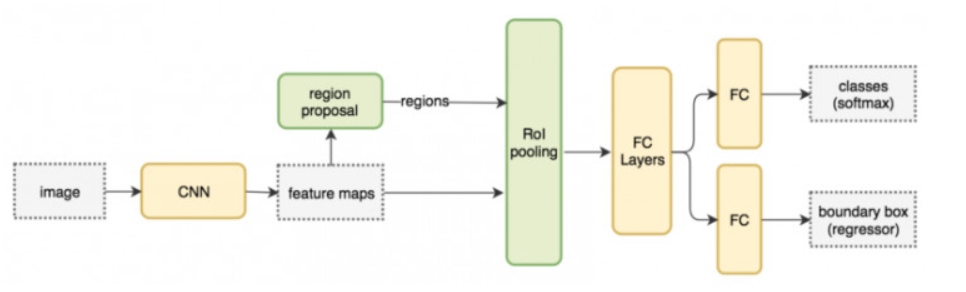 image
CNN
region
proposal
feature maps
regions
RoI
pooling
FC
Layers
FC
classes
(softmax)
FC
boundary box
(regressor)